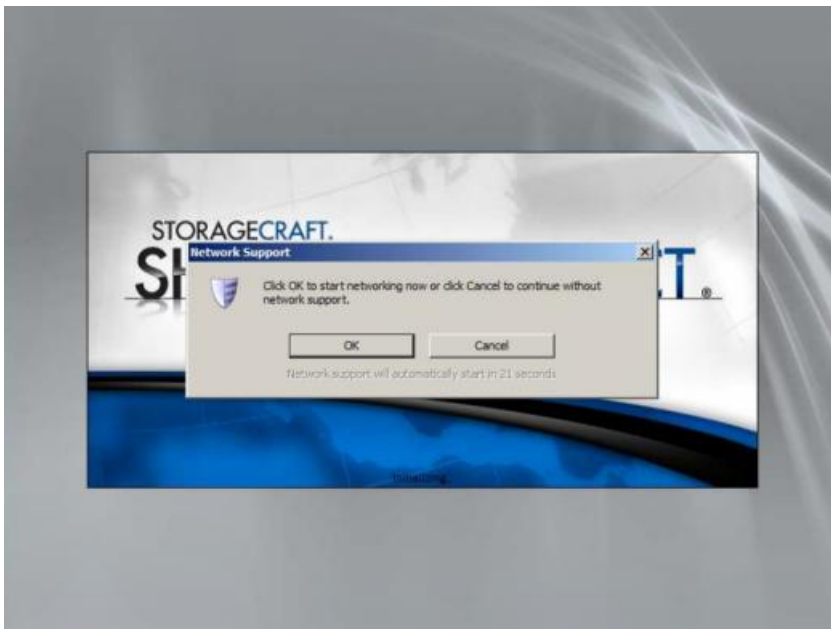 STORAGECRAFT.
SH
T®
Network Support
Click OK to start networking now or click Cancel to continue without
network support.
OK
Cancel
Network support will automatically start in 21 seconds
Initializing..